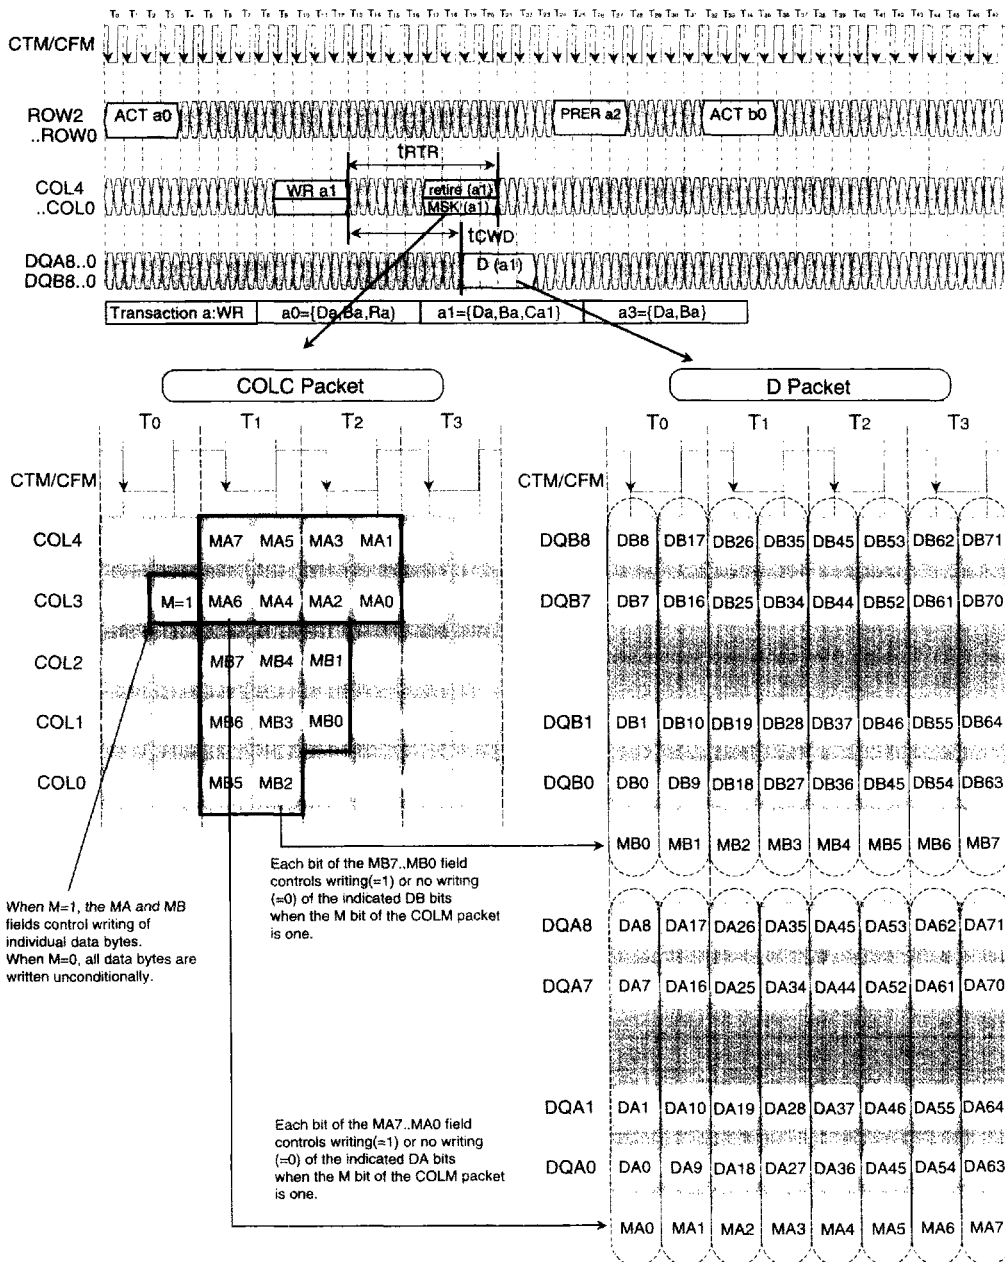 CTM/CFM
ROW2
..ROW0
ACT a0
PRER a2
ACT b0
tRTR
COL4
..COL0
WR a1
retire (a1)
MSK (a1)
tCWD
DQA8..0
DQB8..0
D (a1)
Transaction a:WR a0={Da,Ba,Ra} a1={Da,Ba,Ca1} a3={Da,Ba}
COLC Packet
T0 T1 T2 T3
CTM/CFM
COL4 MA7 MA5 MA3 MA1
COL3 M=1 MA6 MA4 MA2 MA0
COL2 MB7 MB4 MB1
COL1 MB6 MB3 MB0
COL0 MB5 MB2
When M=1, the MA and MB
fields control writing of
individual data bytes.
When M=0, all data bytes are
written unconditionally.
Each bit of the MB7..MB0 field
controls writing(=1) or no writing
(=0) of the indicated DB bits
when the M bit of the COLM packet
is one.
Each bit of the MA7..MA0 field
controls writing(=1) or no writing
(=0) of the indicated DA bits
when the M bit of the COLM packet
is one.
D Packet
T0 T1 T2 T3
CTM/CFM
DQB8 DB8 DB17 DB26 DB35 DB45 DB53 DB62 DB71
DQB7 DB7 DB16 DB25 DB34 DB44 DB52 DB61 DB70
DQB1 DB1 DB10 DB19 DB28 DB37 DB46 DB55 DB64
DQB0 DB0 DB9 DB18 DB27 DB36 DB45 DB54 DB63
MB0 MB1 MB2 MB3 MB4 MB5 MB6 MB7
DQA8 DA8 DA17 DA26 DA35 DA45 DA53 DA62 DA71
DQA7 DA7 DA16 DA25 DA34 DA44 DA52 DA61 DA70
DQA1 DA1 DA10 DA19 DA28 DA37 DA46 DA55 DA64
DQA0 DA0 DA9 DA18 DA27 DA36 DA45 DA54 DA63
MA0 MA1 MA2 MA3 MA4 MA5 MA6 MA7